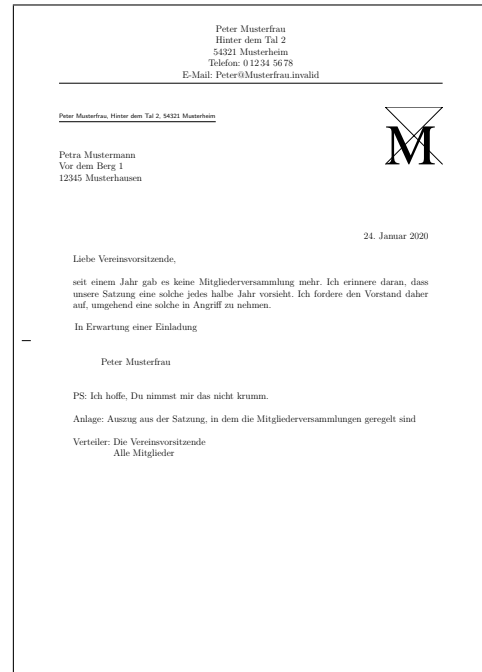 Peter Musterfrau
Hinter dem Tal 2
54321 Musterheim
Telefon: 0 12 34 56 78
E-Mail: Peter@Musterfrau.invalid
Peter Musterfrau, Hinter dem Tal 2, 54321 Musterheim
M
Petra Mustermann
Vor dem Berg 1
12345 Musterhausen
24. Januar 2020
Liebe Vereinsvorsitzende,
seit einem Jahr gab es keine Mitgliederversammlung mehr. Ich erinnere daran, dass
unsere Satzung eine solche jedes halbe Jahr vorsieht. Ich fordere den Vorstand daher
auf, umgehend eine solche in Angriff zu nehmen.
In Erwartung einer Einladung
Peter Musterfrau
PS: Ich hoffe, Du nimmst mir das nicht krumm.
Anlage: Auszug aus der Satzung, in dem die Mitgliederversammlungen geregelt sind
Verteiler: Die Vereinsvorsitzende
Alle Mitglieder